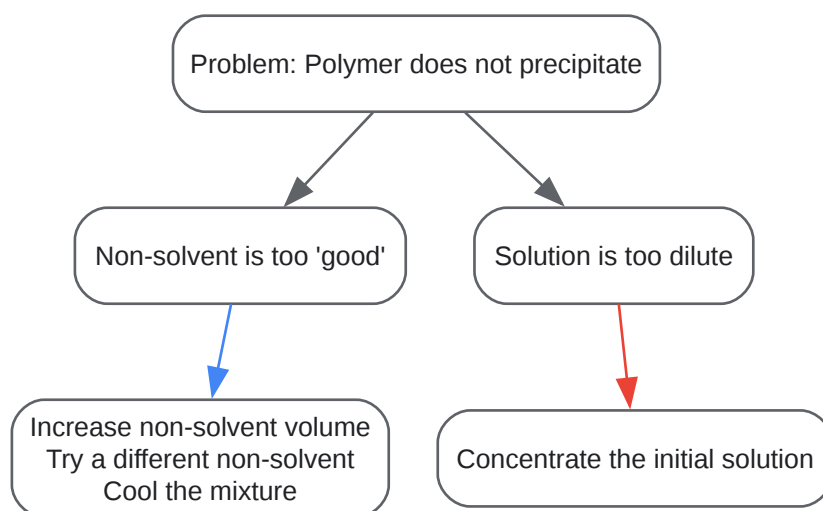 Problem: Polymer does not precipitate
Non-solvent is too 'good'
Solution is too dilute
Increase non-solvent volume
Try a different non-solvent
Cool the mixture
Concentrate the initial solution